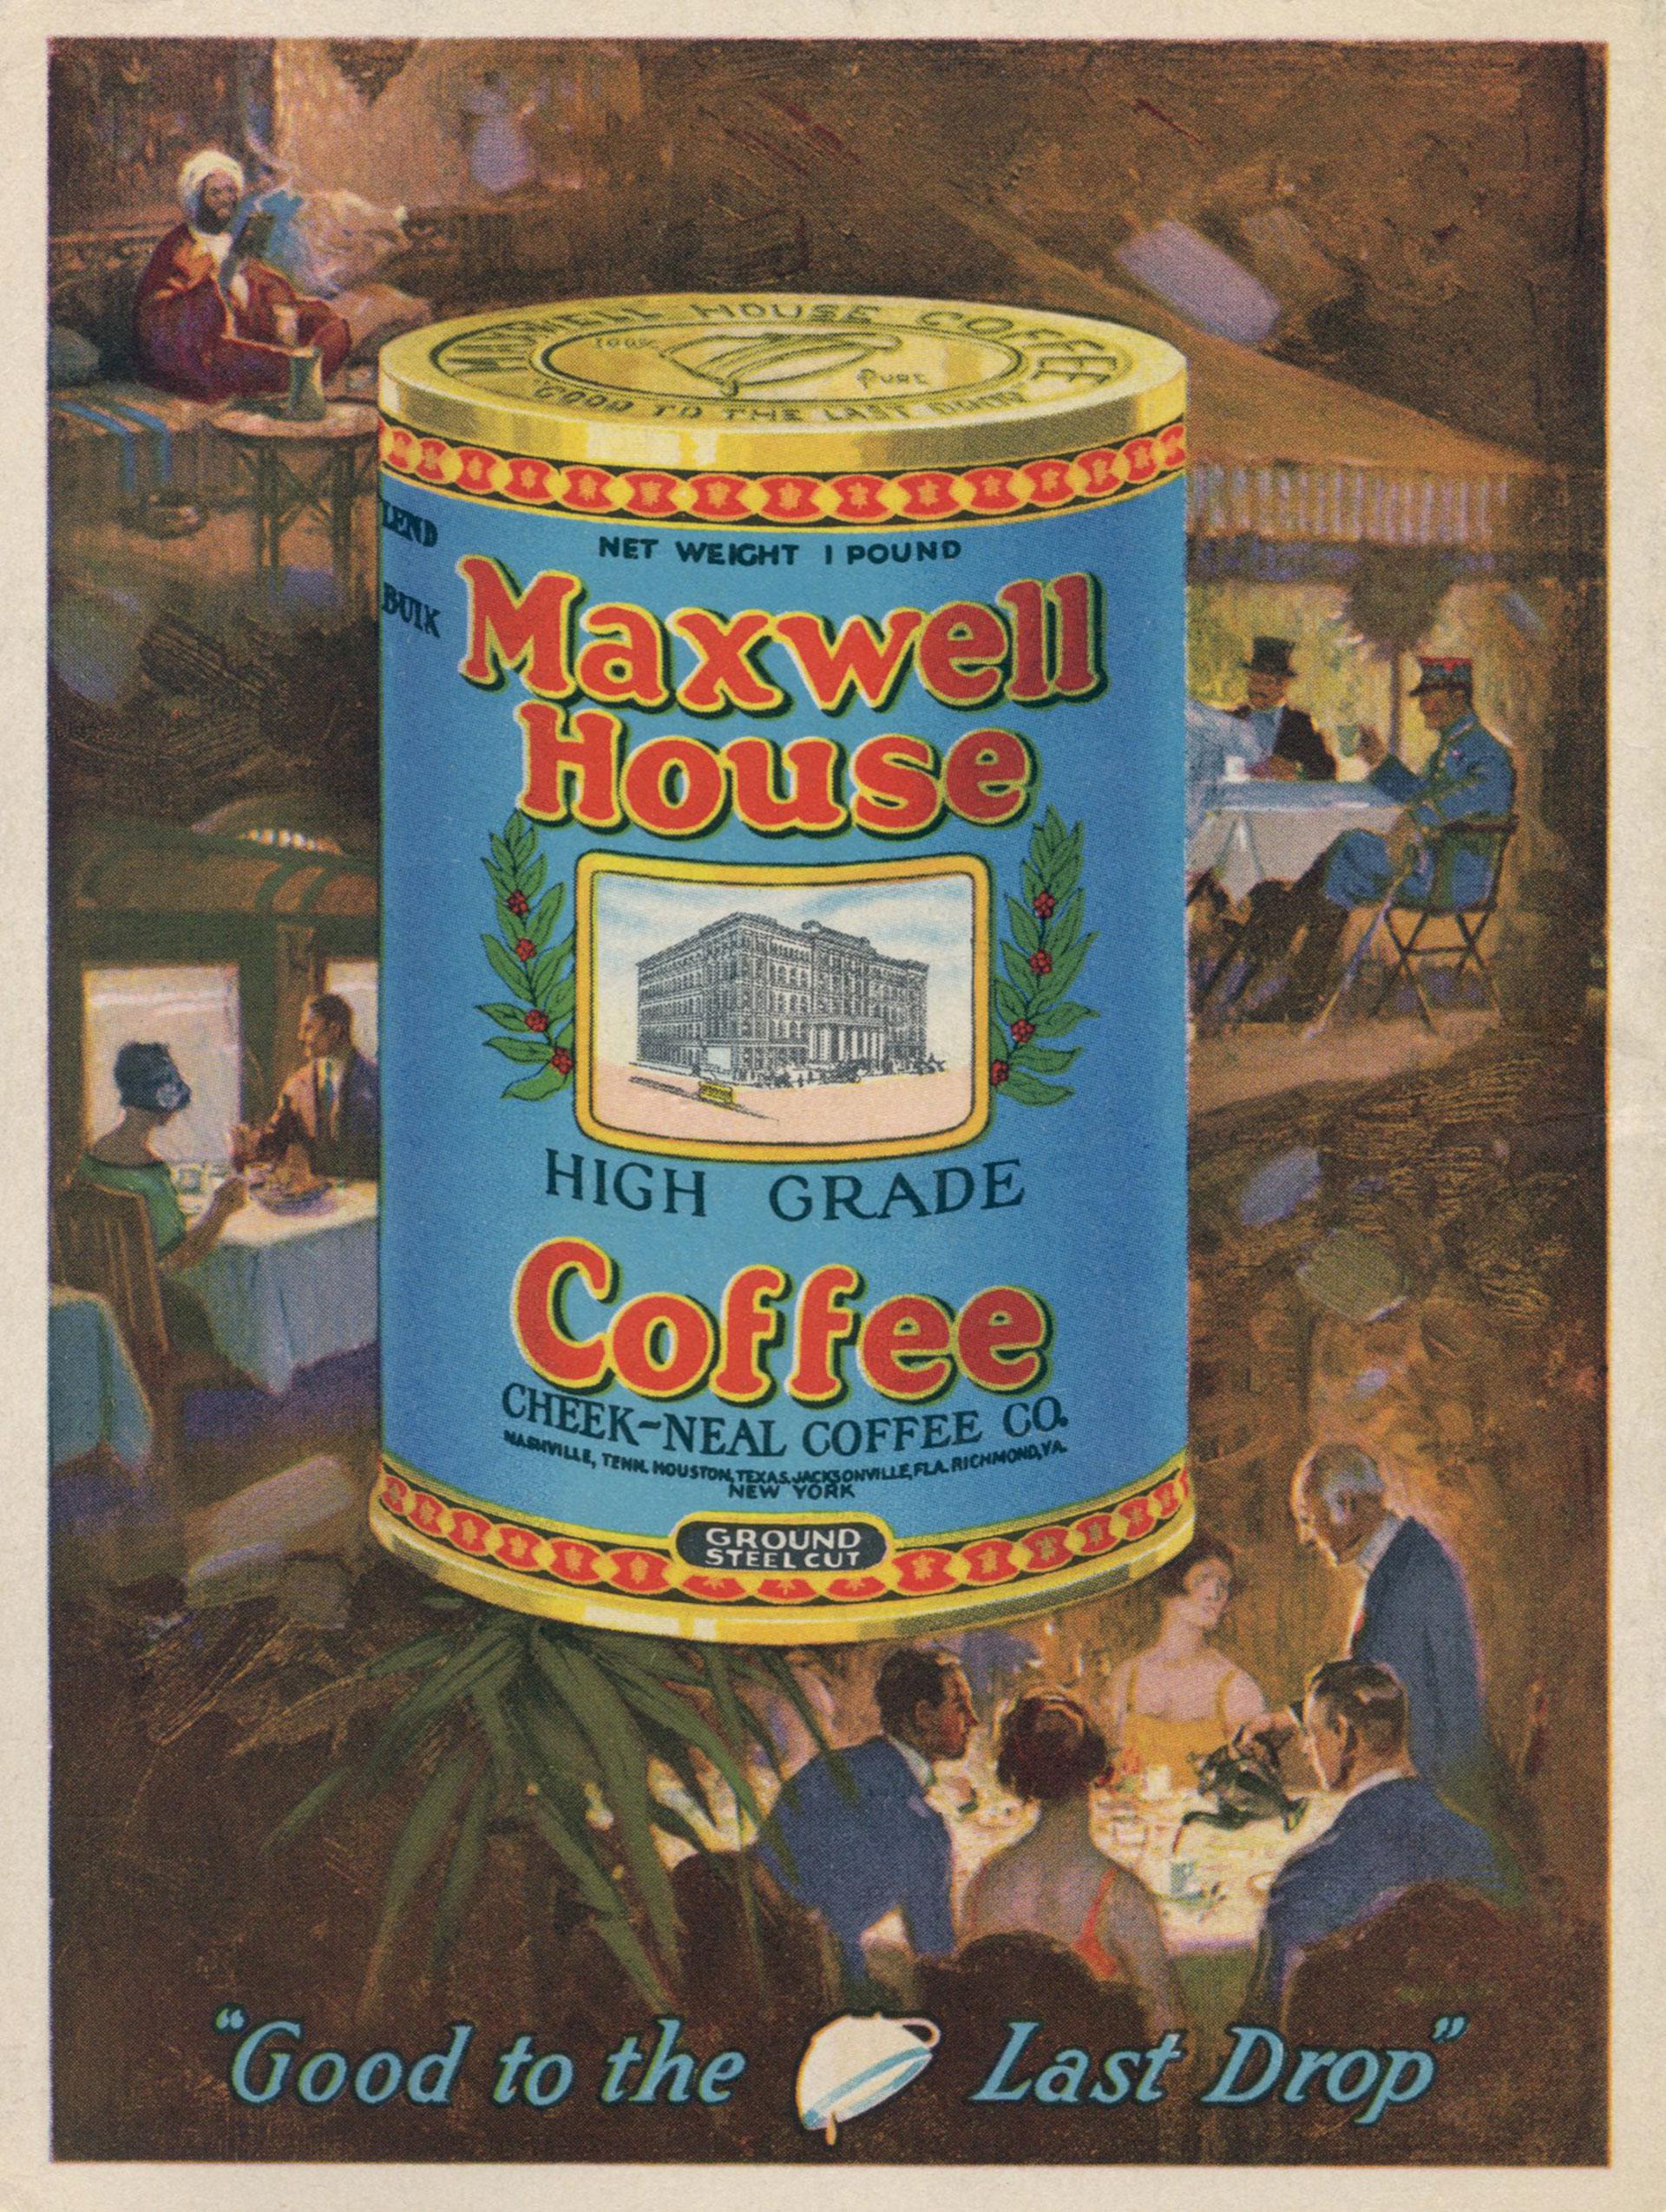 MAXWELL HOUSE COFFEE
100%
PURE
"GOOD TO THE LAST DROP"
LEND
BULK
NET WEIGHT 1 POUND
Maxwell
House
HIGH GRADE
Coffee
CHEEK-NEAL COFFEE CO.
NASHVILLE, TENN. HOUSTON, TEXAS. JACKSONVILLE, FLA. RICHMOND, VA.
NEW YORK
GROUND
STEEL CUT
"Good to the Last Drop"